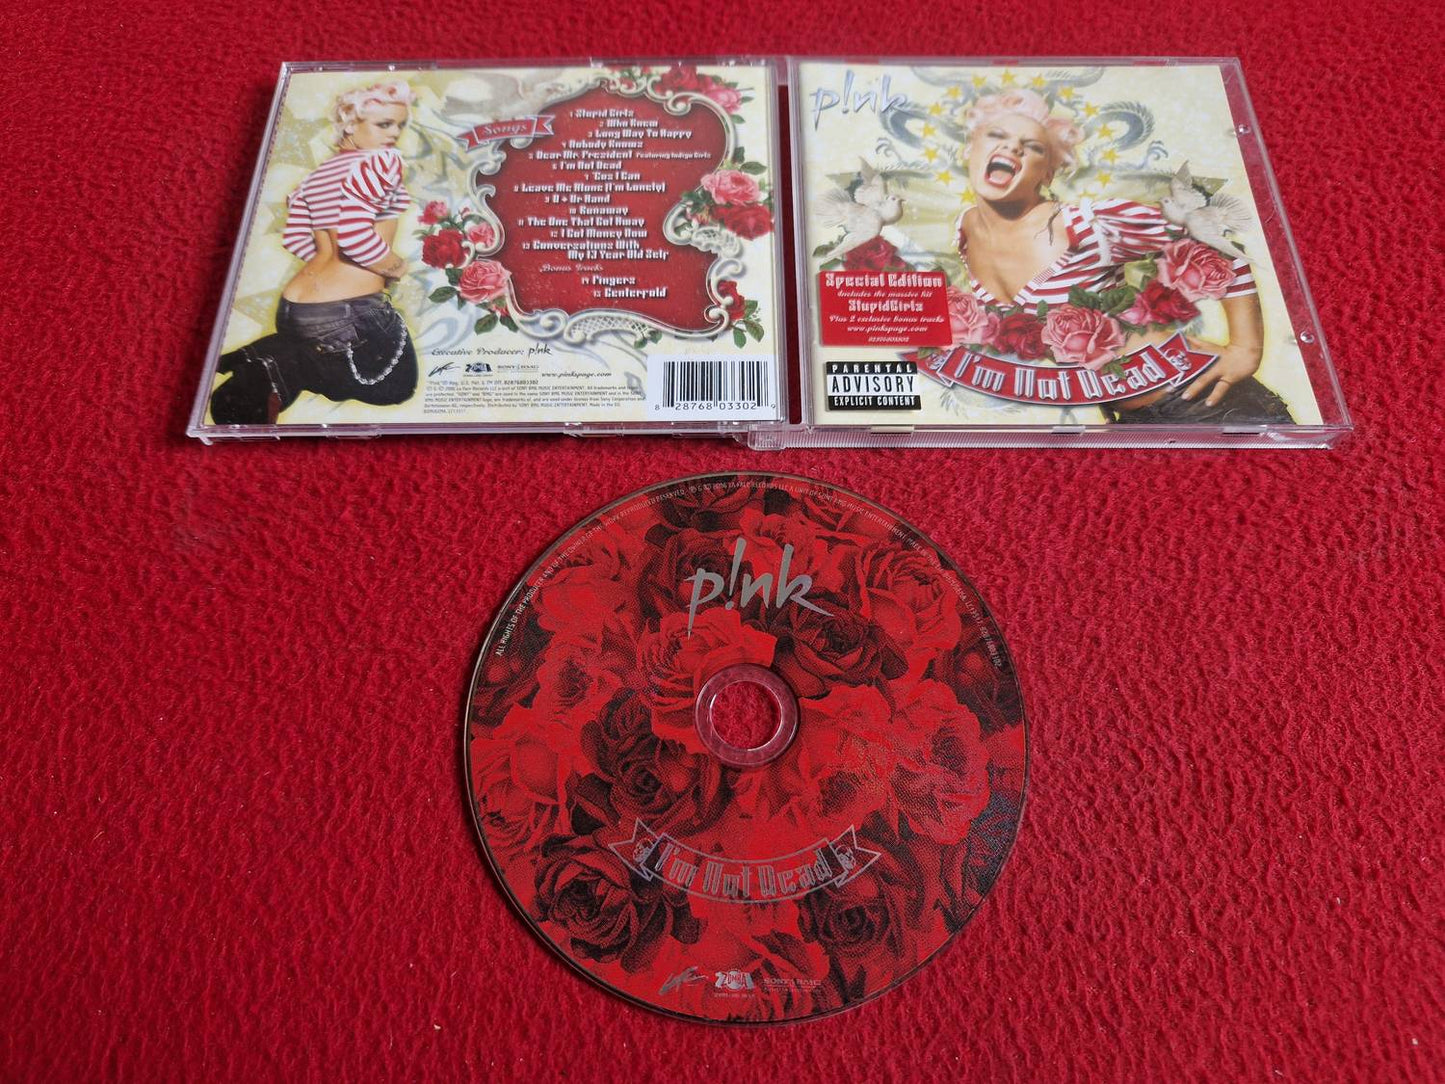 Songs
1 Stupid Girls
2 Who Knew
3 Long Way To Happy
4 Nobody Knows
5 Dear Mr. President Featuring Indigo Girls
6 I'm Not Dead
7 'Cuz I Can
8 Leave Me Alone (I'm Lonely)
9 U + Ur Hand
10 Runaway
11 The One That Got Away
12 I Got Money Now
13 Conversations With
My 13 Year Old Self
Bonus Tracks
14 Fingers
15 Centerfold
Executive Producer: p!nk
www.pinkspage.com
8 28768 03302 9
p!nk
Special Edition
Includes the massive hit
StupidGirls
Plus 2 exclusive bonus tracks
www.pinkspage.com
82876803302
PARENTAL
ADVISORY
EXPLICIT CONTENT
I'm Not Dead
p!nk
I'm Not Dead
ZOMBA
SONY BMG